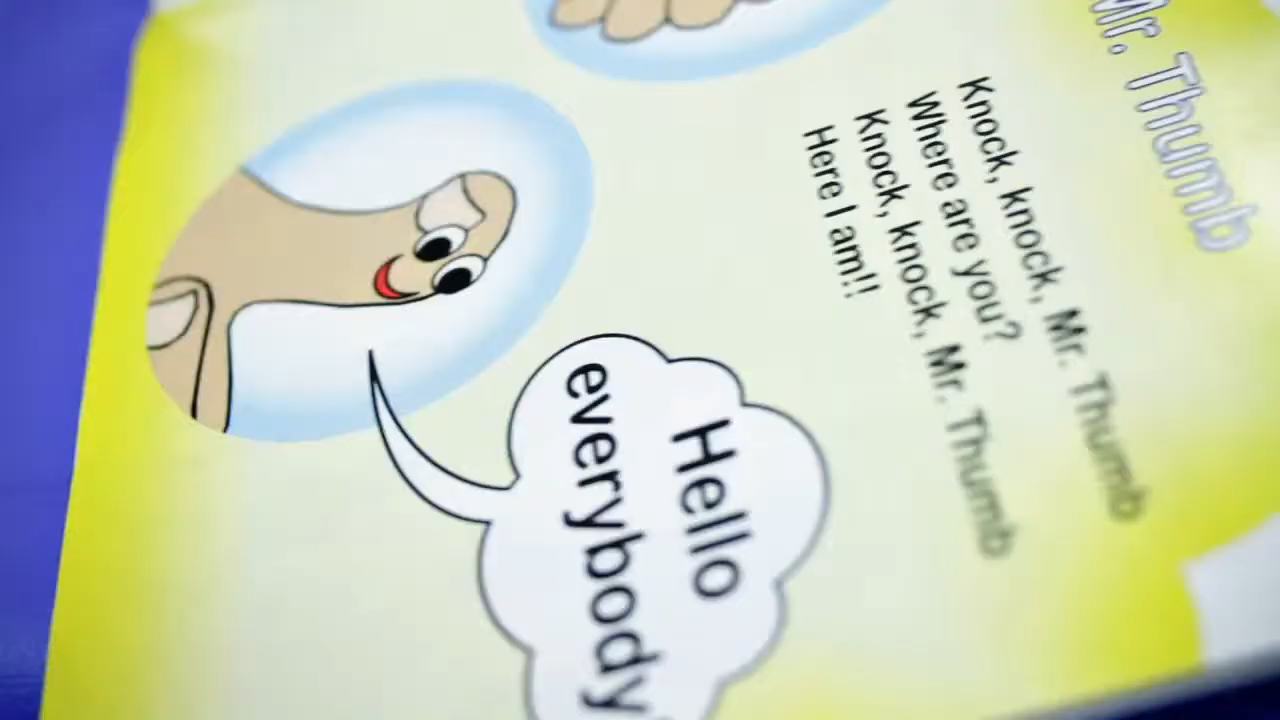 Mr. Thumb
Knock, knock, Mr. Thumb
Where are you?
Knock, knock, Mr. Thumb
Here I am!!
Hello
everybody